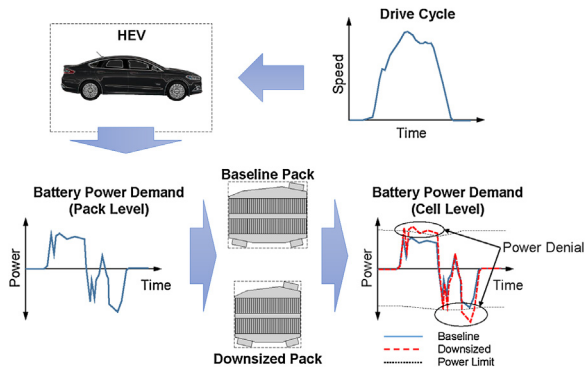 HEV
Drive Cycle
Speed
Time
Battery Power Demand
(Pack Level)
Power
Time
Baseline Pack
Downsized Pack
Battery Power Demand
(Cell Level)
Power Denial
Power
Time
Baseline
Downsized
Power Limit